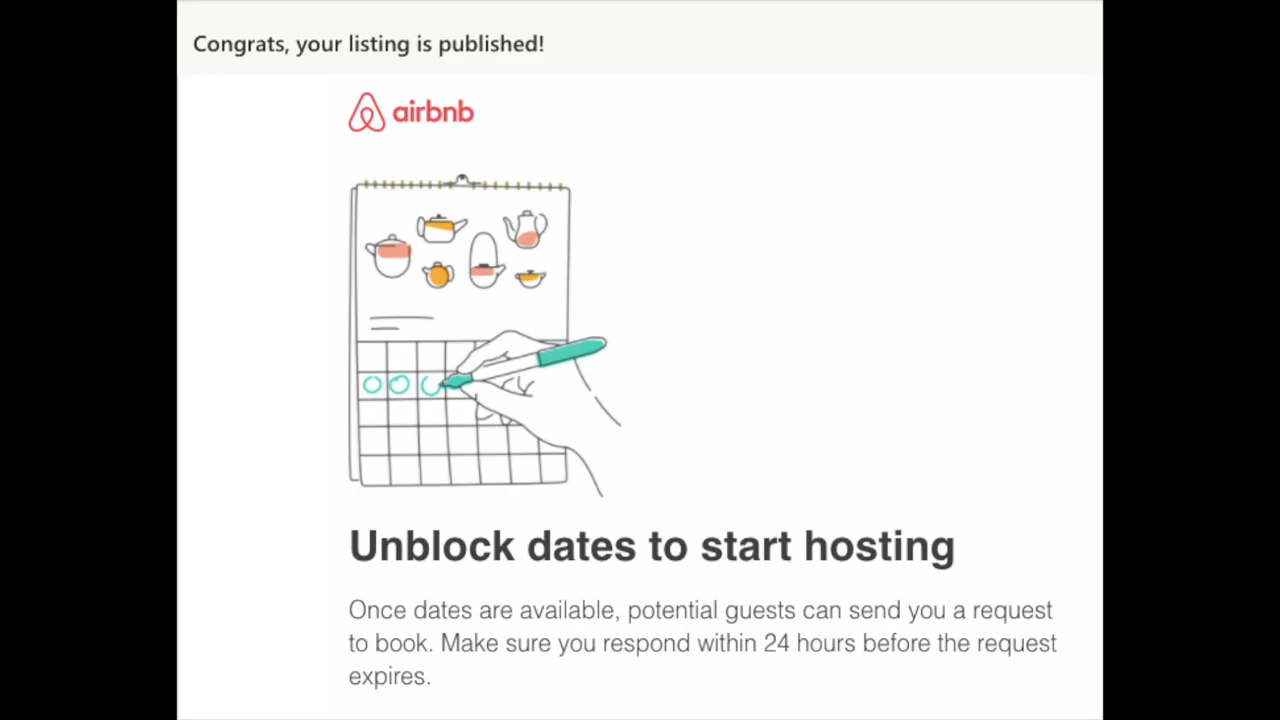 Congrats, your listing is published!
airbnb
Unblock dates to start hosting
Once dates are available, potential guests can send you a request
to book. Make sure you respond within 24 hours before the request
expires.